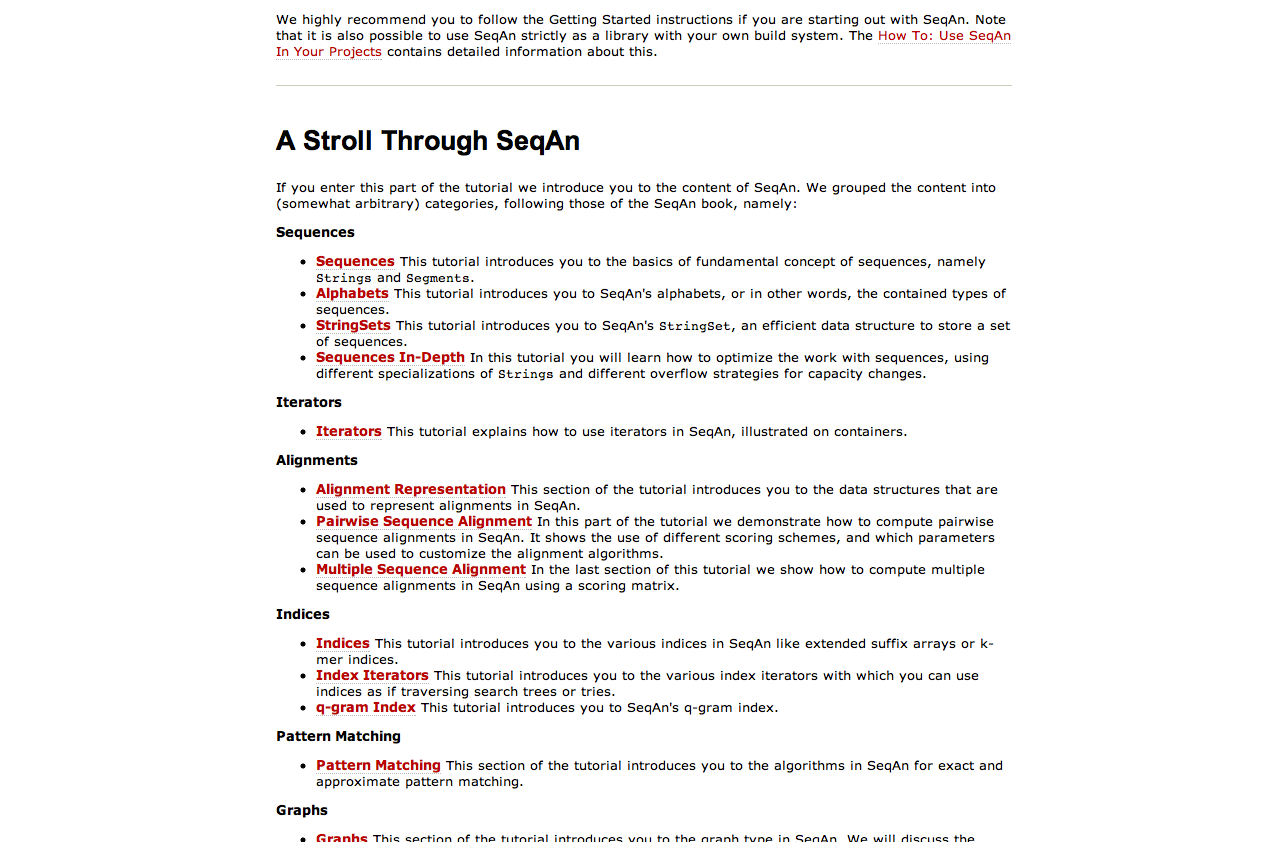 We highly recommend you to follow the Getting Started instructions if you are starting out with SeqAn. Note
that it is also possible to use SeqAn strictly as a library with your own build system. The How To: Use SeqAn
In Your Projects contains detailed information about this.
A Stroll Through SeqAn
If you enter this part of the tutorial we introduce you to the content of SeqAn. We grouped the content into
(somewhat arbitrary) categories, following those of the SeqAn book, namely:
Sequences
• Sequences This tutorial introduces you to the basics of fundamental concept of sequences, namely
Strings and Segments.
• Alphabets This tutorial introduces you to SeqAn's alphabets, or in other words, the contained types of
sequences.
• StringSets This tutorial introduces you to SeqAn's StringSet, an efficient data structure to store a set
of sequences.
• Sequences In-Depth In this tutorial you will learn how to optimize the work with sequences, using
different specializations of Strings and different overflow strategies for capacity changes.
Iterators
• Iterators This tutorial explains how to use iterators in SeqAn, illustrated on containers.
Alignments
• Alignment Representation This section of the tutorial introduces you to the data structures that are
used to represent alignments in SeqAn.
• Pairwise Sequence Alignment In this part of the tutorial we demonstrate how to compute pairwise
sequence alignments in SeqAn. It shows the use of different scoring schemes, and which parameters
can be used to customize the alignment algorithms.
• Multiple Sequence Alignment In the last section of this tutorial we show how to compute multiple
sequence alignments in SeqAn using a scoring matrix.
Indices
• Indices This tutorial introduces you to the various indices in SeqAn like extended suffix arrays or k-
mer indices.
• Index Iterators This tutorial introduces you to the various index iterators with which you can use
indices as if traversing search trees or tries.
• q-gram Index This tutorial introduces you to SeqAn's q-gram index.
Pattern Matching
• Pattern Matching This section of the tutorial introduces you to the algorithms in SeqAn for exact and
approximate pattern matching.
Graphs
• Graphs This section of the tutorial introduces you to the graph type in SeqAn. We will discuss the